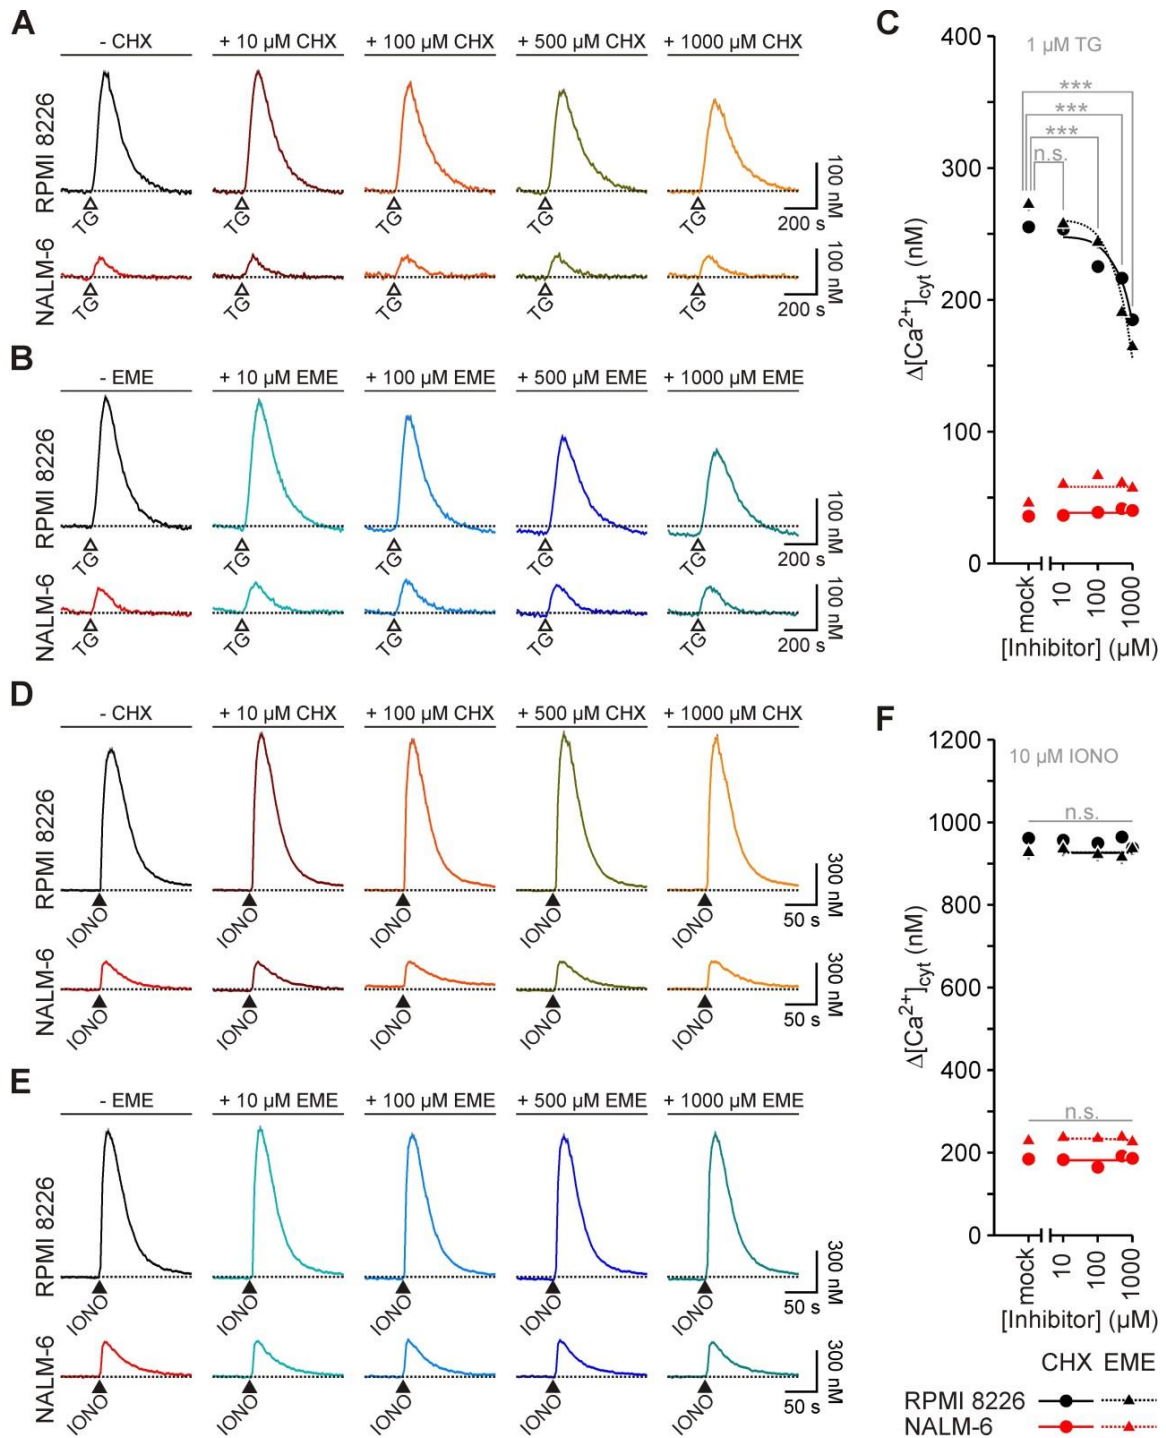 A
- CHX + 10 µM CHX + 100 µM CHX + 500 µM CHX + 1000 µM CHX
RPMI 8226
TG TG TG TG TG
100 nM
200 s
NALM-6
TG TG TG TG TG
100 nM
200 s
B
- EME + 10 µM EME + 100 µM EME + 500 µM EME + 1000 µM EME
RPMI 8226
TG TG TG TG TG
100 nM
200 s
NALM-6
TG TG TG TG TG
100 nM
200 s
C
400
1 µM TG
***
***
***
n.s.
300
200
100
0
Δ[Ca2+]cyt (nM)
mock 10 100 1000
[Inhibitor] (µM)
D
- CHX + 10 µM CHX + 100 µM CHX + 500 µM CHX + 1000 µM CHX
RPMI 8226
IONO IONO IONO IONO IONO
300 nM
50 s
NALM-6
IONO IONO IONO IONO IONO
300 nM
50 s
E
- EME + 10 µM EME + 100 µM EME + 500 µM EME + 1000 µM EME
RPMI 8226
IONO IONO IONO IONO IONO
300 nM
50 s
NALM-6
IONO IONO IONO IONO IONO
300 nM
50 s
F
1200
10 µM IONO
n.s.
1000
800
600
400
n.s.
200
0
Δ[Ca2+]cyt (nM)
mock 10 100 1000
[Inhibitor] (µM)
CHX EME
RPMI 8226
NALM-6